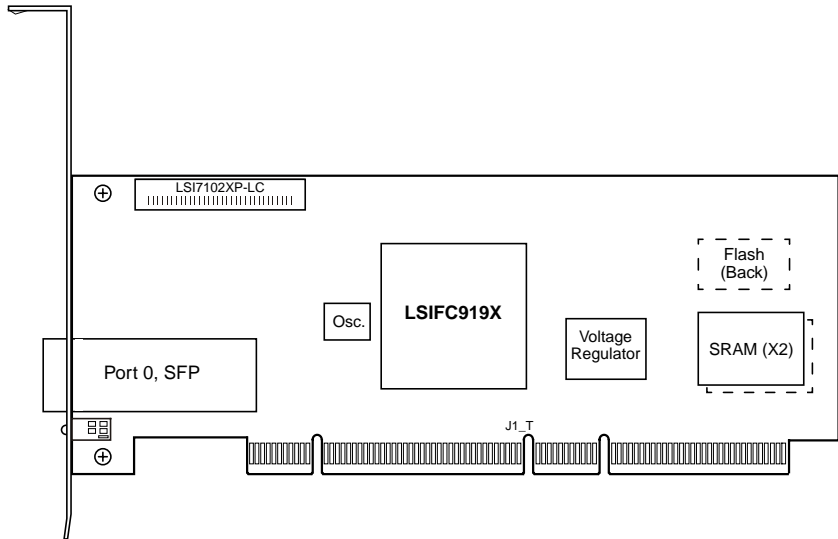 LSI7102XP-LC
Flash
(Back)
Osc.
LSIFC919X
Voltage
Regulator
SRAM (X2)
Port 0, SFP
J1_T